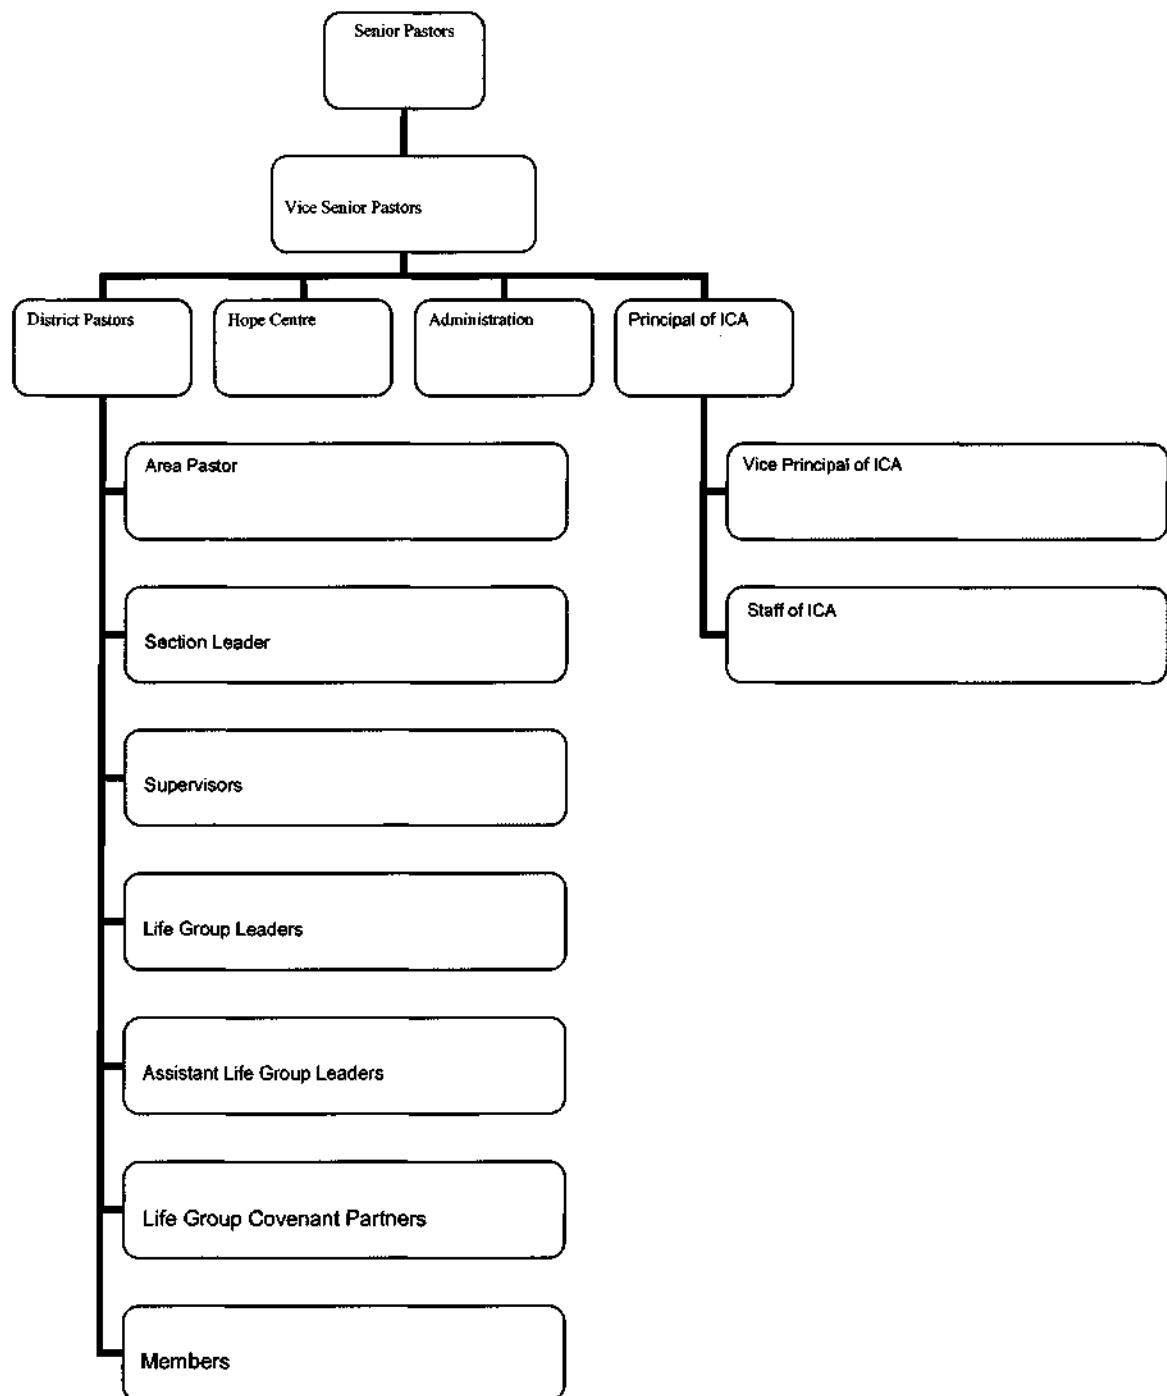 Senior Pastors
Vice Senior Pastors
District Pastors
Hope Centre
Administration
Principal of ICA
Area Pastor
Vice Principal of ICA
Section Leader
Staff of ICA
Supervisors
Life Group Leaders
Assistant Life Group Leaders
Life Group Covenant Partners
Members